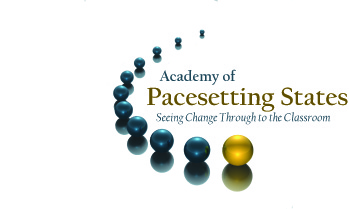 Academy of
Pacesetting States
Seeing Change Through to the Classroom